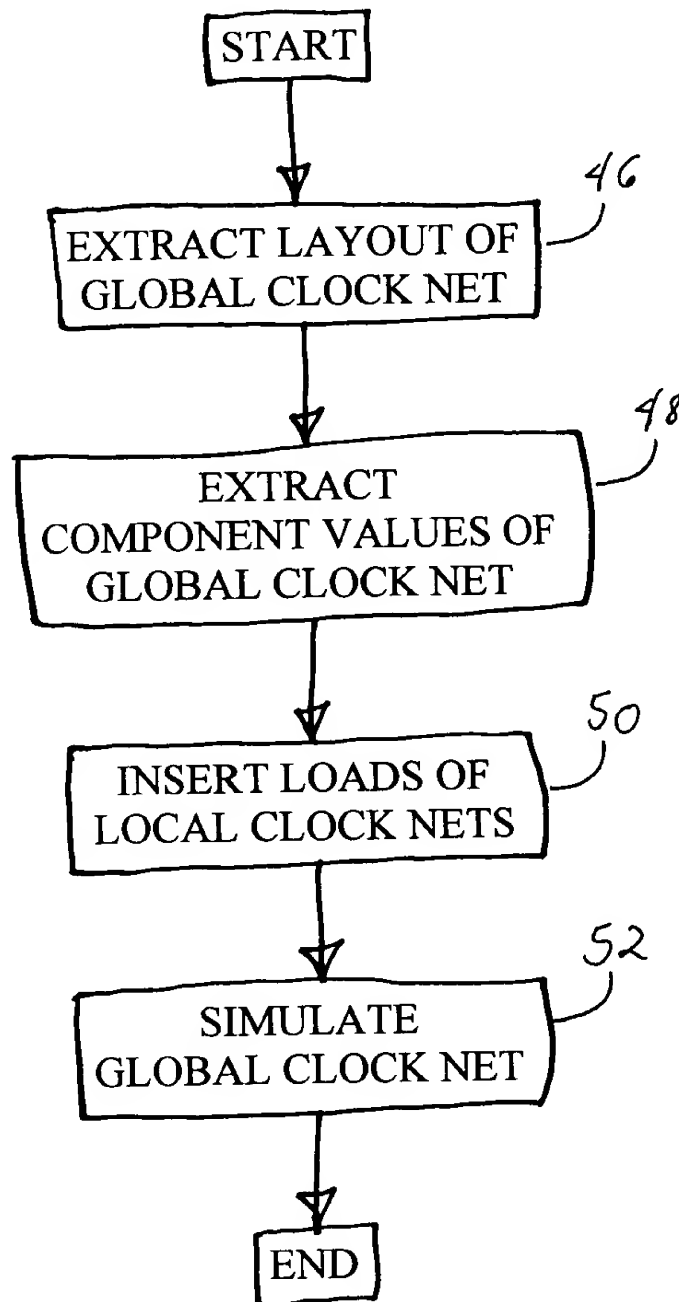 START
46
EXTRACT LAYOUT OF
GLOBAL CLOCK NET
48
EXTRACT
COMPONENT VALUES OF
GLOBAL CLOCK NET
50
INSERT LOADS OF
LOCAL CLOCK NETS
52
SIMULATE
GLOBAL CLOCK NET
END